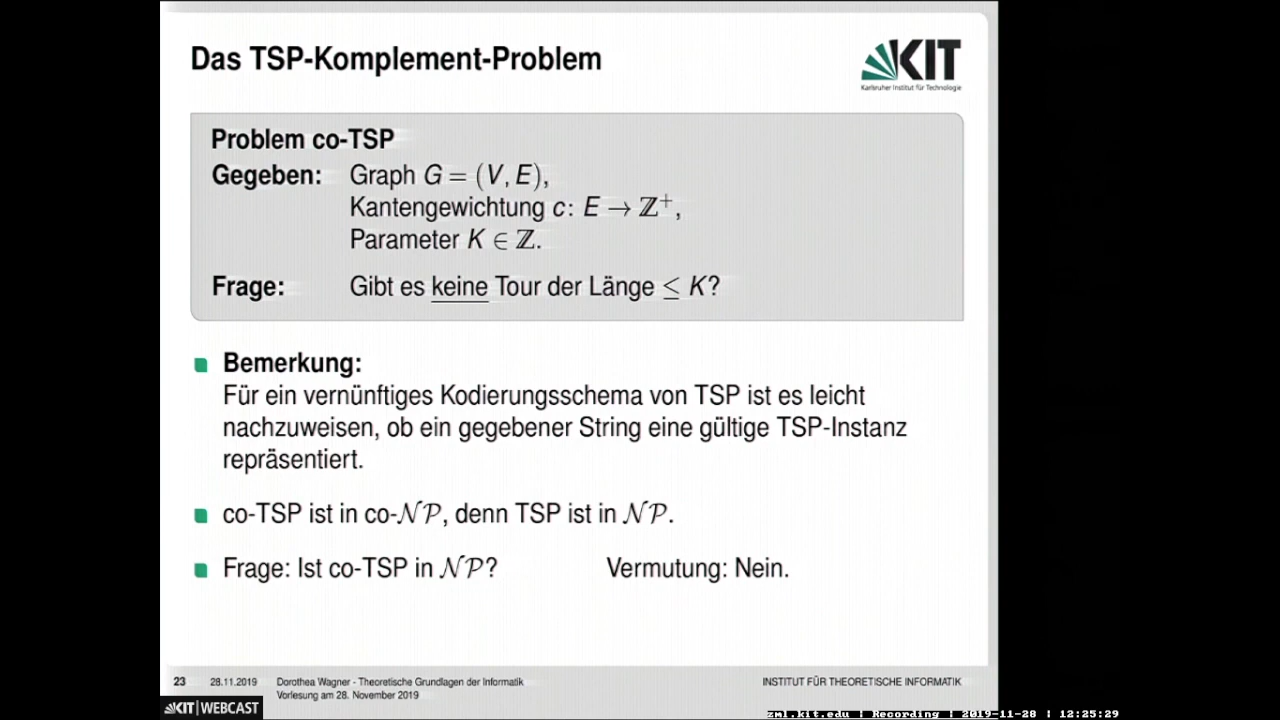 Das TSP-Komplement-Problem
KIT
Karlsruher Institut für Technologie
Problem co-TSP
Gegeben: Graph G = (V, E),
Kantengewichtung c: E → ℤ⁺,
Parameter K ∈ ℤ.
Frage: Gibt es keine Tour der Länge ≤ K?
Bemerkung:
Für ein vernünftiges Kodierungsschema von TSP ist es leicht
nachzuweisen, ob ein gegebener String eine gültige TSP-Instanz
repräsentiert.
co-TSP ist in co-𝒩𝒫, denn TSP ist in 𝒩𝒫.
Frage: Ist co-TSP in 𝒩𝒫? Vermutung: Nein.
23 28.11.2019 Dorothea Wagner - Theoretische Grundlagen der Informatik INSTITUT FÜR THEORETISCHE INFORMATIK
Vorlesung am 28. November 2019
KIT | WEBCAST
zml.kit.edu | Recording | 2019-11-28 | 12:25:29